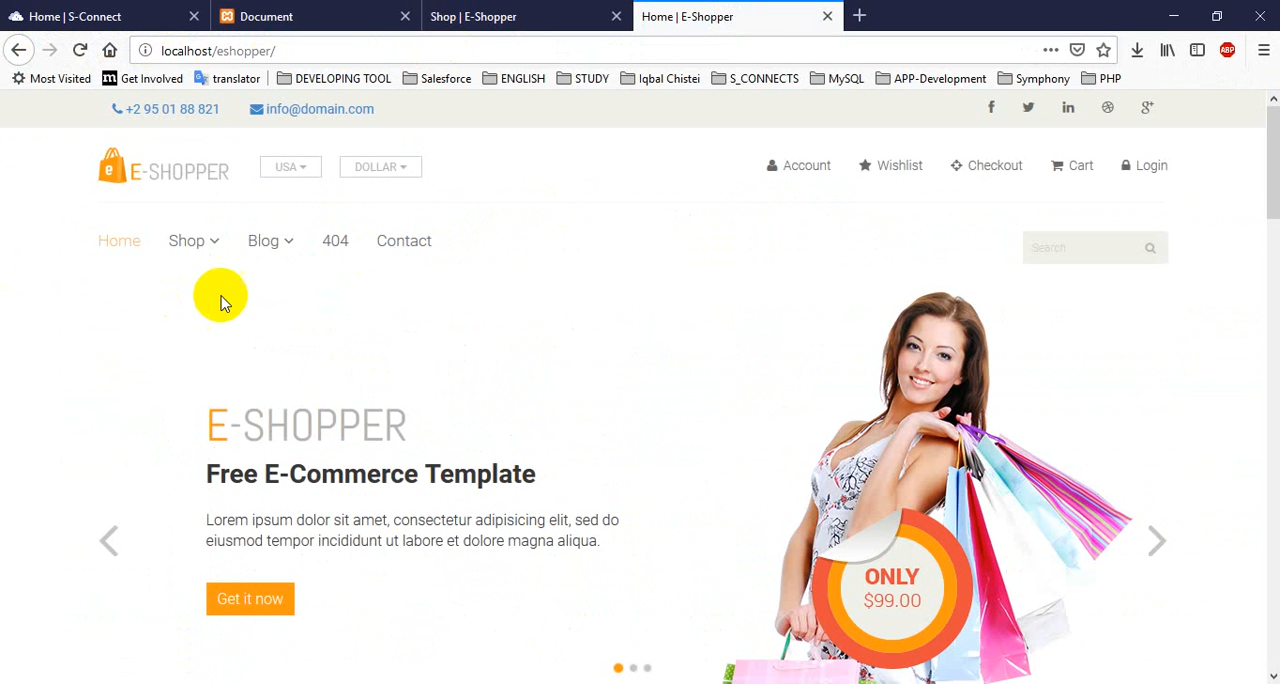 Home | S-Connect
Document
Shop | E-Shopper
Home | E-Shopper
localhost/eshopper/
Most Visited
m Get Involved
translator
DEVELOPING TOOL
Salesforce
ENGLISH
STUDY
Iqbal Chistei
S_CONNECTS
MySQL
APP-Development
Symphony
PHP
ABP
+2 95 01 88 821
info@domain.com
e E-SHOPPER
USA
DOLLAR
Account
Wishlist
Checkout
Cart
Login
Home
Shop
Blog
404
Contact
Search
E-SHOPPER
Free E-Commerce Template
Lorem ipsum dolor sit amet, consectetur adipisicing elit, sed do
eiusmod tempor incididunt ut labore et dolore magna aliqua.
Get it now
ONLY
$99.00